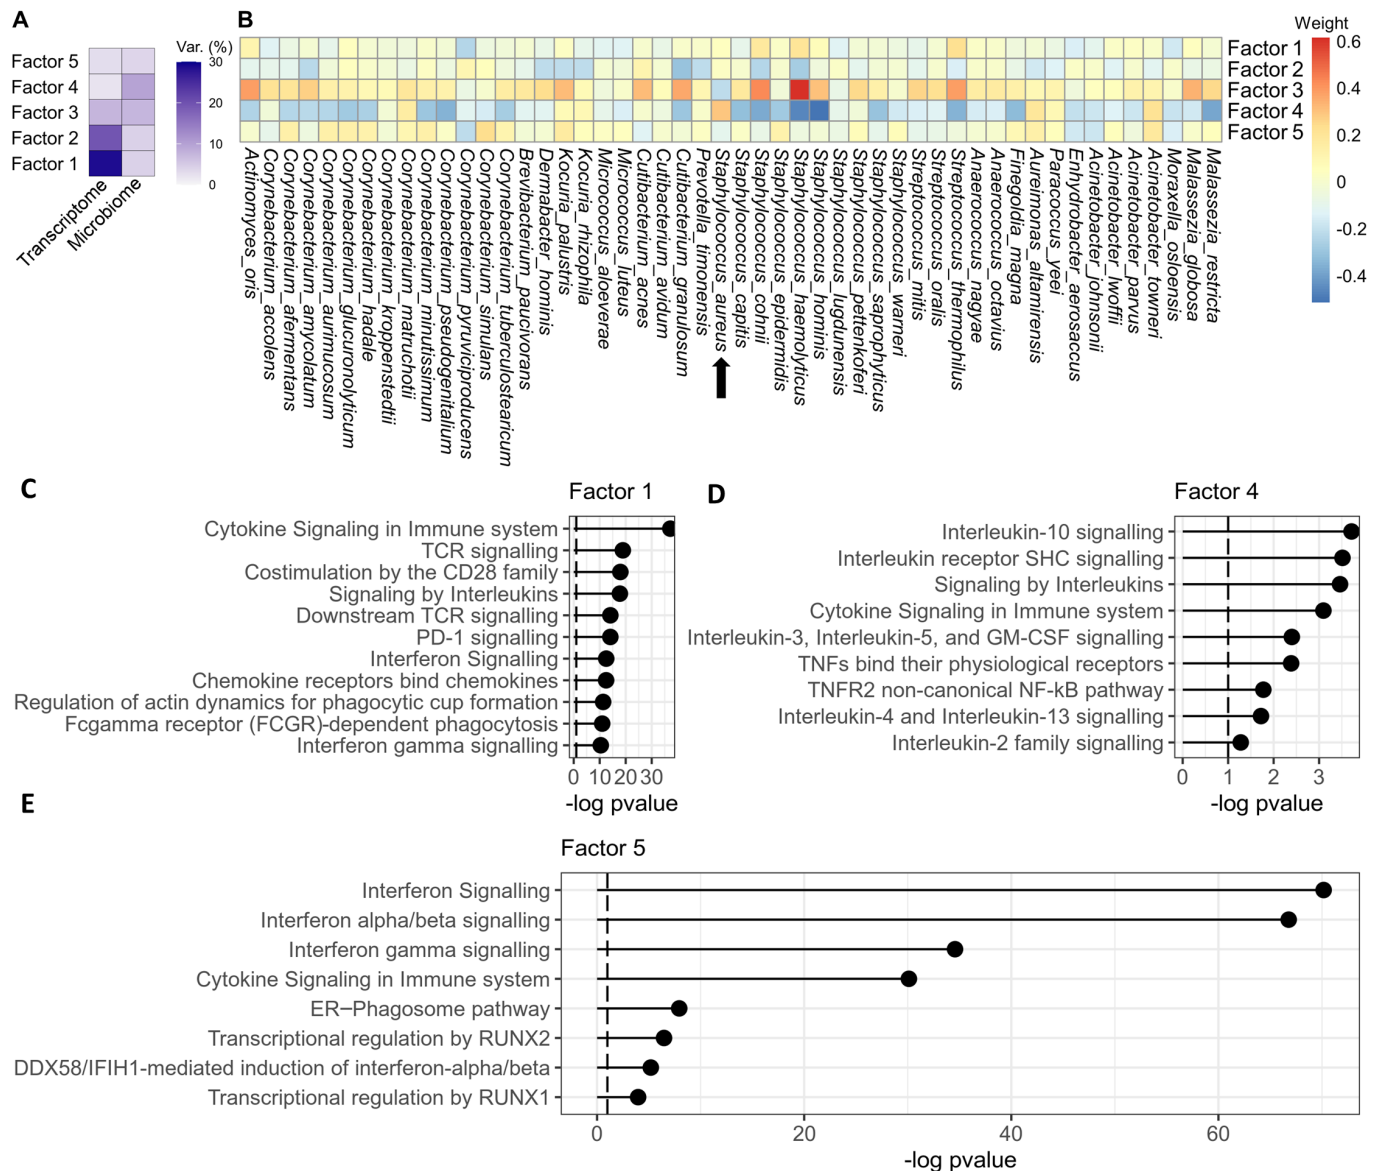 A
Factor 5
Factor 4
Factor 3
Factor 2
Factor 1
Transcriptome
Microbiome
Var. (%)
30
20
10
0
B
Factor 1
Factor 2
Factor 3
Factor 4
Factor 5
Weight
0.6
0.4
0.2
0
-0.2
-0.4
Actinomyces_oris
Corynebacterium_accolens
Corynebacterium_afermentans
Corynebacterium_amycolatum
Corynebacterium_aurimucosum
Corynebacterium_glucuronolyticum
Corynebacterium_hadale
Corynebacterium_kroppenstedtii
Corynebacterium_matruchotii
Corynebacterium_minutissimum
Corynebacterium_pseudogenitalium
Corynebacterium_pyruviciproducens
Corynebacterium_simulans
Corynebacterium_tuberculostearicum
Brevibacterium_paucivorans
Dermabacter_hominis
Kocuria_palustris
Kocuria_rhizophila
Micrococcus_aloeverae
Micrococcus_luteus
Cutibacterium_acnes
Cutibacterium_avidum
Cutibacterium_granulosum
Prevotella_timonensis
Staphylococcus_aureus
Staphylococcus_capitis
Staphylococcus_cohnii
Staphylococcus_epidermidis
Staphylococcus_haemolyticus
Staphylococcus_hominis
Staphylococcus_lugdunensis
Staphylococcus_pettenkoferi
Staphylococcus_saprophyticus
Staphylococcus_warneri
Streptococcus_mitis
Streptococcus_oralis
Streptococcus_thermophilus
Anaerococcus_nagyae
Anaerococcus_octavius
Finegoldia_magna
Aureimonas_altamirensis
Paracoccus_yeei
Enhydrobacter_aerosaccus
Acinetobacter_johnsonii
Acinetobacter_lwoffii
Acinetobacter_parvus
Acinetobacter_towneri
Moraxella_osloensis
Malassezia_globosa
Malassezia_restricta
C
Factor 1
Cytokine Signaling in Immune system
TCR signalling
Costimulation by the CD28 family
Signaling by Interleukins
Downstream TCR signalling
PD-1 signalling
Interferon Signalling
Chemokine receptors bind chemokines
Regulation of actin dynamics for phagocytic cup formation
Fcgamma receptor (FCGR)-dependent phagocytosis
Interferon gamma signalling
0 10 20 30
-log pvalue
D
Factor 4
Interleukin-10 signalling
Interleukin receptor SHC signalling
Signaling by Interleukins
Cytokine Signaling in Immune system
Interleukin-3, Interleukin-5, and GM-CSF signalling
TNFs bind their physiological receptors
TNFR2 non-canonical NF-kB pathway
Interleukin-4 and Interleukin-13 signalling
Interleukin-2 family signalling
0 1 2 3
-log pvalue
E
Factor 5
Interferon Signalling
Interferon alpha/beta signalling
Interferon gamma signalling
Cytokine Signaling in Immune system
ER−Phagosome pathway
Transcriptional regulation by RUNX2
DDX58/IFIH1-mediated induction of interferon-alpha/beta
Transcriptional regulation by RUNX1
0 20 40 60
-log pvalue